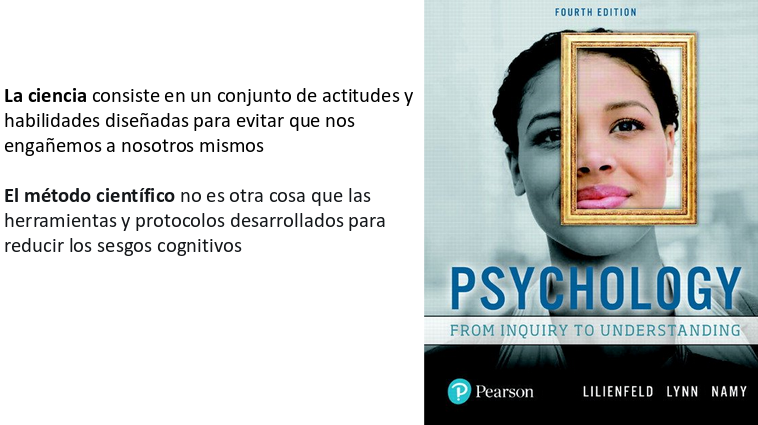 La ciencia consiste en un conjunto de actitudes y
habilidades diseñadas para evitar que nos
engañemos a nosotros mismos
El método científico no es otra cosa que las
herramientas y protocolos desarrollados para
reducir los sesgos cognitivos
FOURTH EDITION
PSYCHOLOGY
FROM INQUIRY TO UNDERSTANDING
P Pearson
LILIENFELD LYNN NAMY